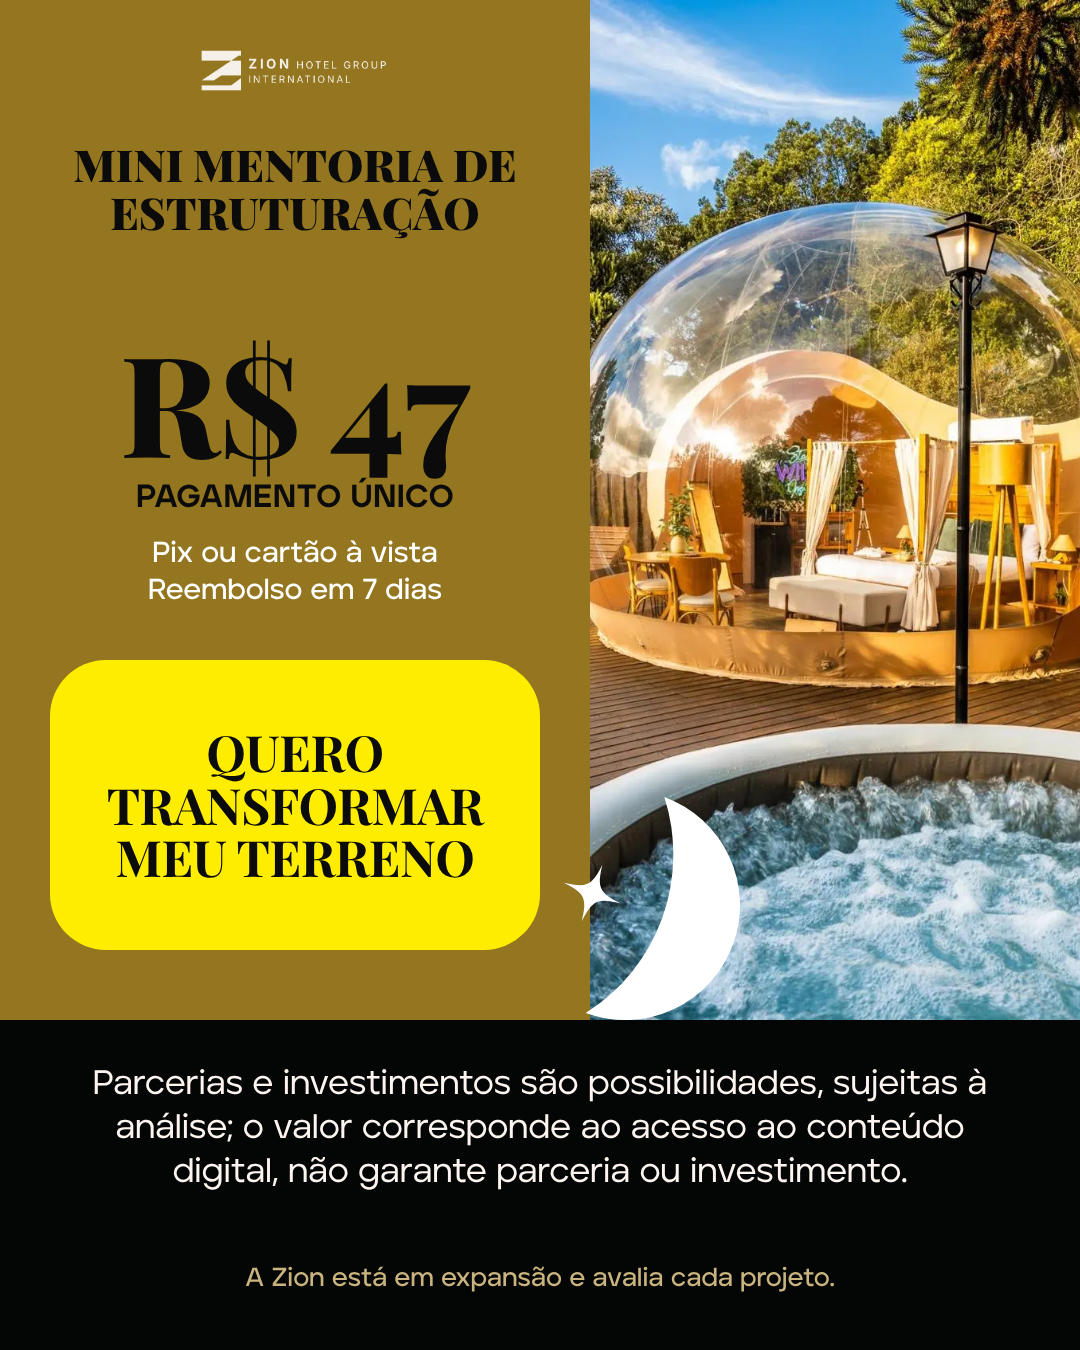 ZION HOTEL GROUP
INTERNATIONAL
MINI MENTORIA DE
ESTRUTURAÇÃO
R$ 47
PAGAMENTO ÚNICO
Pix ou cartão à vista
Reembolso em 7 dias
QUERO
TRANSFORMAR
MEU TERRENO
Parcerias e investimentos são possibilidades, sujeitas à
análise; o valor corresponde ao acesso ao conteúdo
digital, não garante parceria ou investimento.
A Zion está em expansão e avalia cada projeto.